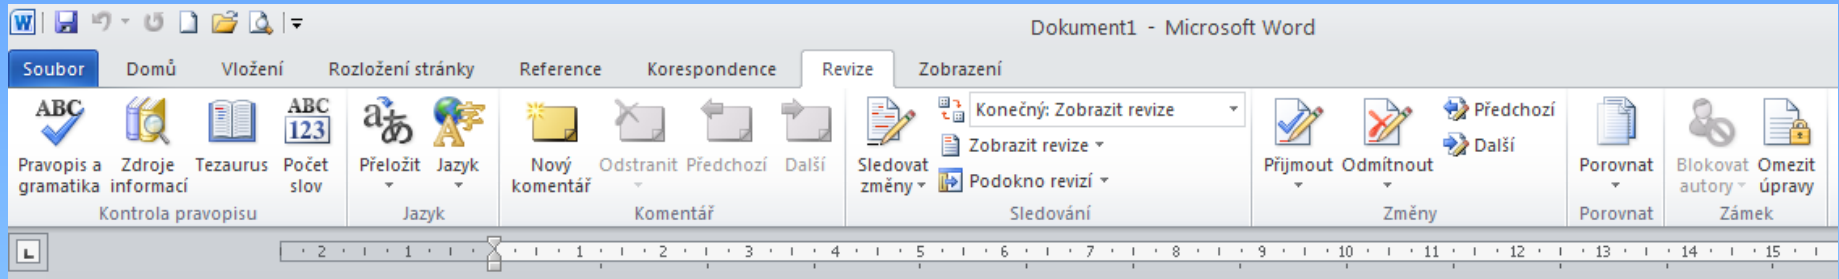 Dokument1 - Microsoft Word
Soubor Domů Vložení Rozložení stránky Reference Korespondence Revize Zobrazení
ABC
Pravopis a gramatika
Zdroje informací
Tezaurus
ABC
123
Počet slov
Kontrola pravopisu
Přeložit
Jazyk
Jazyk
Nový komentář
Odstranit
Předchozí
Další
Komentář
Sledovat změny
Konečný: Zobrazit revize
Zobrazit revize
Podokno revizí
Sledování
Přijmout
Odmítnout
Předchozí
Další
Změny
Porovnat
Porovnat
Blokovat autory
Omezit úpravy
Zámek
L 2 1 1 2 3 4 5 6 7 8 9 10 11 12 13 14 15